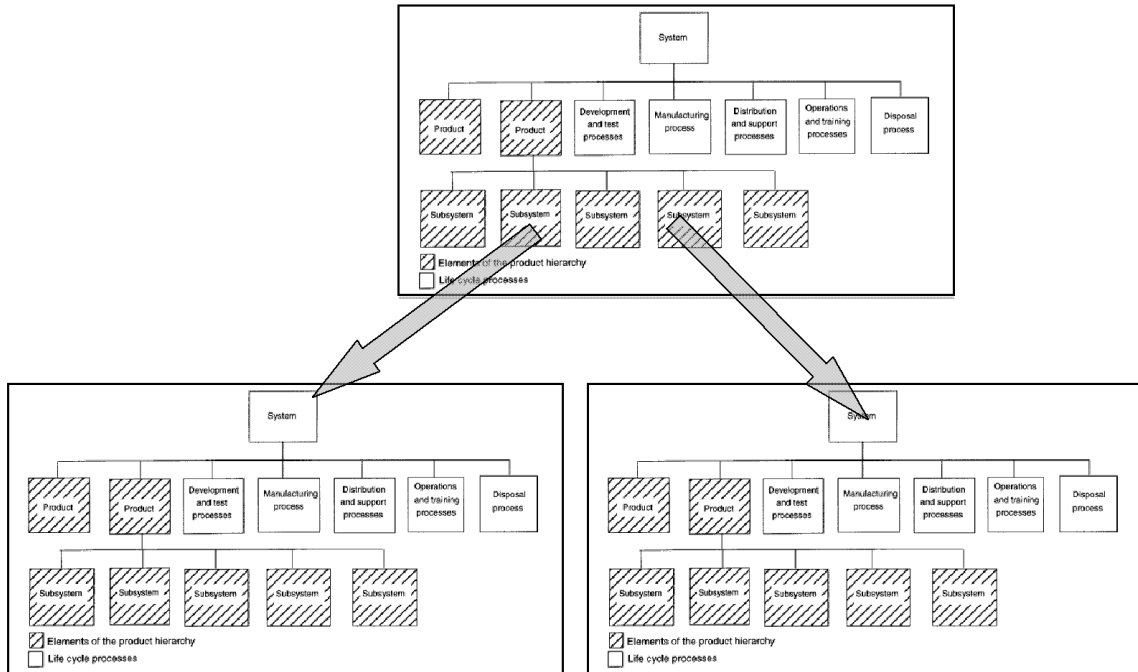 System
Product
Product
Development
and test
processes
Manufacturing
process
Distribution
and support
processes
Operations
and training
processes
Disposal
process
Subsystem
Subsystem
Subsystem
Subsystem
Subsystem
Elements of the product hierarchy
Life cycle processes
System
Product
Product
Development
and test
processes
Manufacturing
process
Distribution
and support
processes
Operations
and training
processes
Disposal
process
Subsystem
Subsystem
Subsystem
Subsystem
Subsystem
Elements of the product hierarchy
Life cycle processes
System
Product
Product
Development
and test
processes
Manufacturing
process
Distribution
and support
processes
Operations
and training
processes
Disposal
process
Subsystem
Subsystem
Subsystem
Subsystem
Subsystem
Elements of the product hierarchy
Life cycle processes